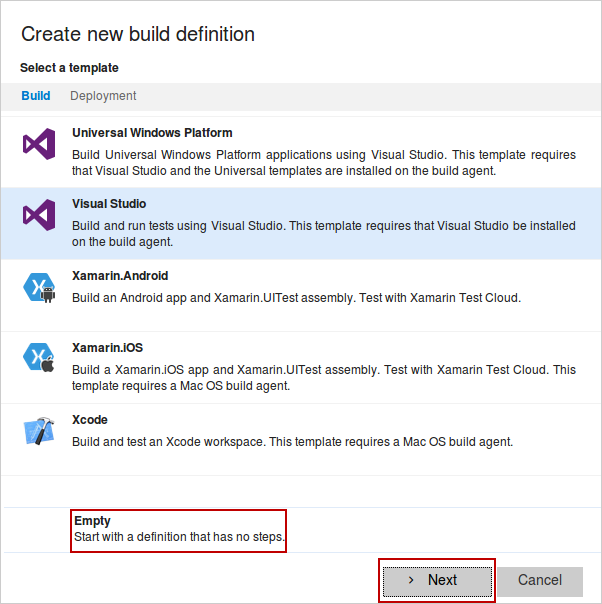 Create new build definition
Select a template
Build Deployment
Universal Windows Platform
Build Universal Windows Platform applications using Visual Studio. This template requires
that Visual Studio and the Universal templates are installed on the build agent.
Visual Studio
Build and run tests using Visual Studio. This template requires that Visual Studio be installed
on the build agent.
Xamarin.Android
Build an Android app and Xamarin.UITest assembly. Test with Xamarin Test Cloud.
Xamarin.iOS
Build a Xamarin.iOS app and Xamarin.UITest assembly. Test with Xamarin Test Cloud. This
template requires a Mac OS build agent.
Xcode
Build and test an Xcode workspace. This template requires a Mac OS build agent.
Empty
Start with a definition that has no steps.
› Next Cancel